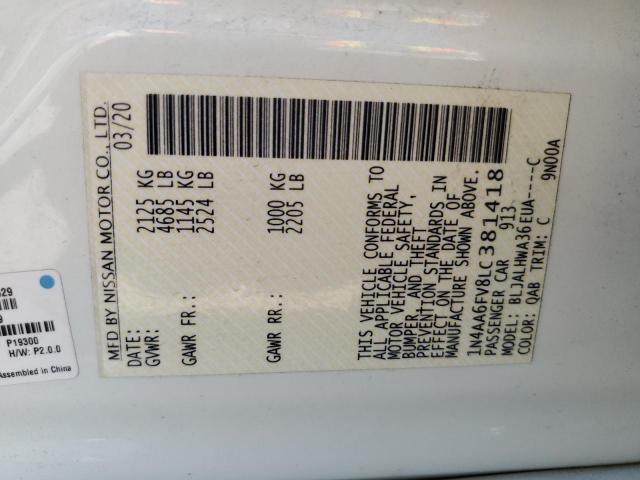 MFD BY NISSAN MOTOR CO., LTD.
DATE: 03/20
GVWR: 2125 KG
4685 LB
GAWR FR.: 1145 KG
2524 LB
GAWR RR.: 1000 KG
2205 LB
THIS VEHICLE CONFORMS TO
ALL APPLICABLE FEDERAL
MOTOR VEHICLE SAFETY,
BUMPER, AND THEFT
PREVENTION STANDARDS IN
EFFECT ON THE DATE OF
MANUFACTURE SHOWN ABOVE.
1N4AA6FV8LC381418
PASSENGER CAR 913
MODEL: BLJALHWA36EUA-----C
COLOR: QAB TRIM: C 9N00A
P19300
H/W: P2.0.0
Assembled in China